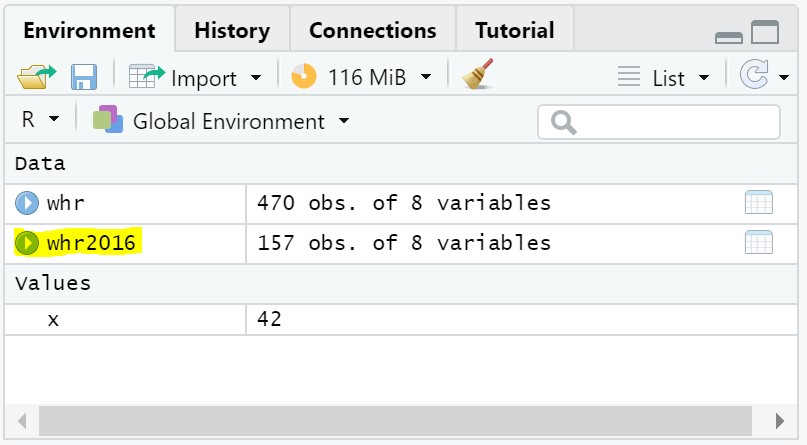 Environment History Connections Tutorial
Import 116 MiB List
R Global Environment
Data
whr 470 obs. of 8 variables
whr2016 157 obs. of 8 variables
Values
x 42